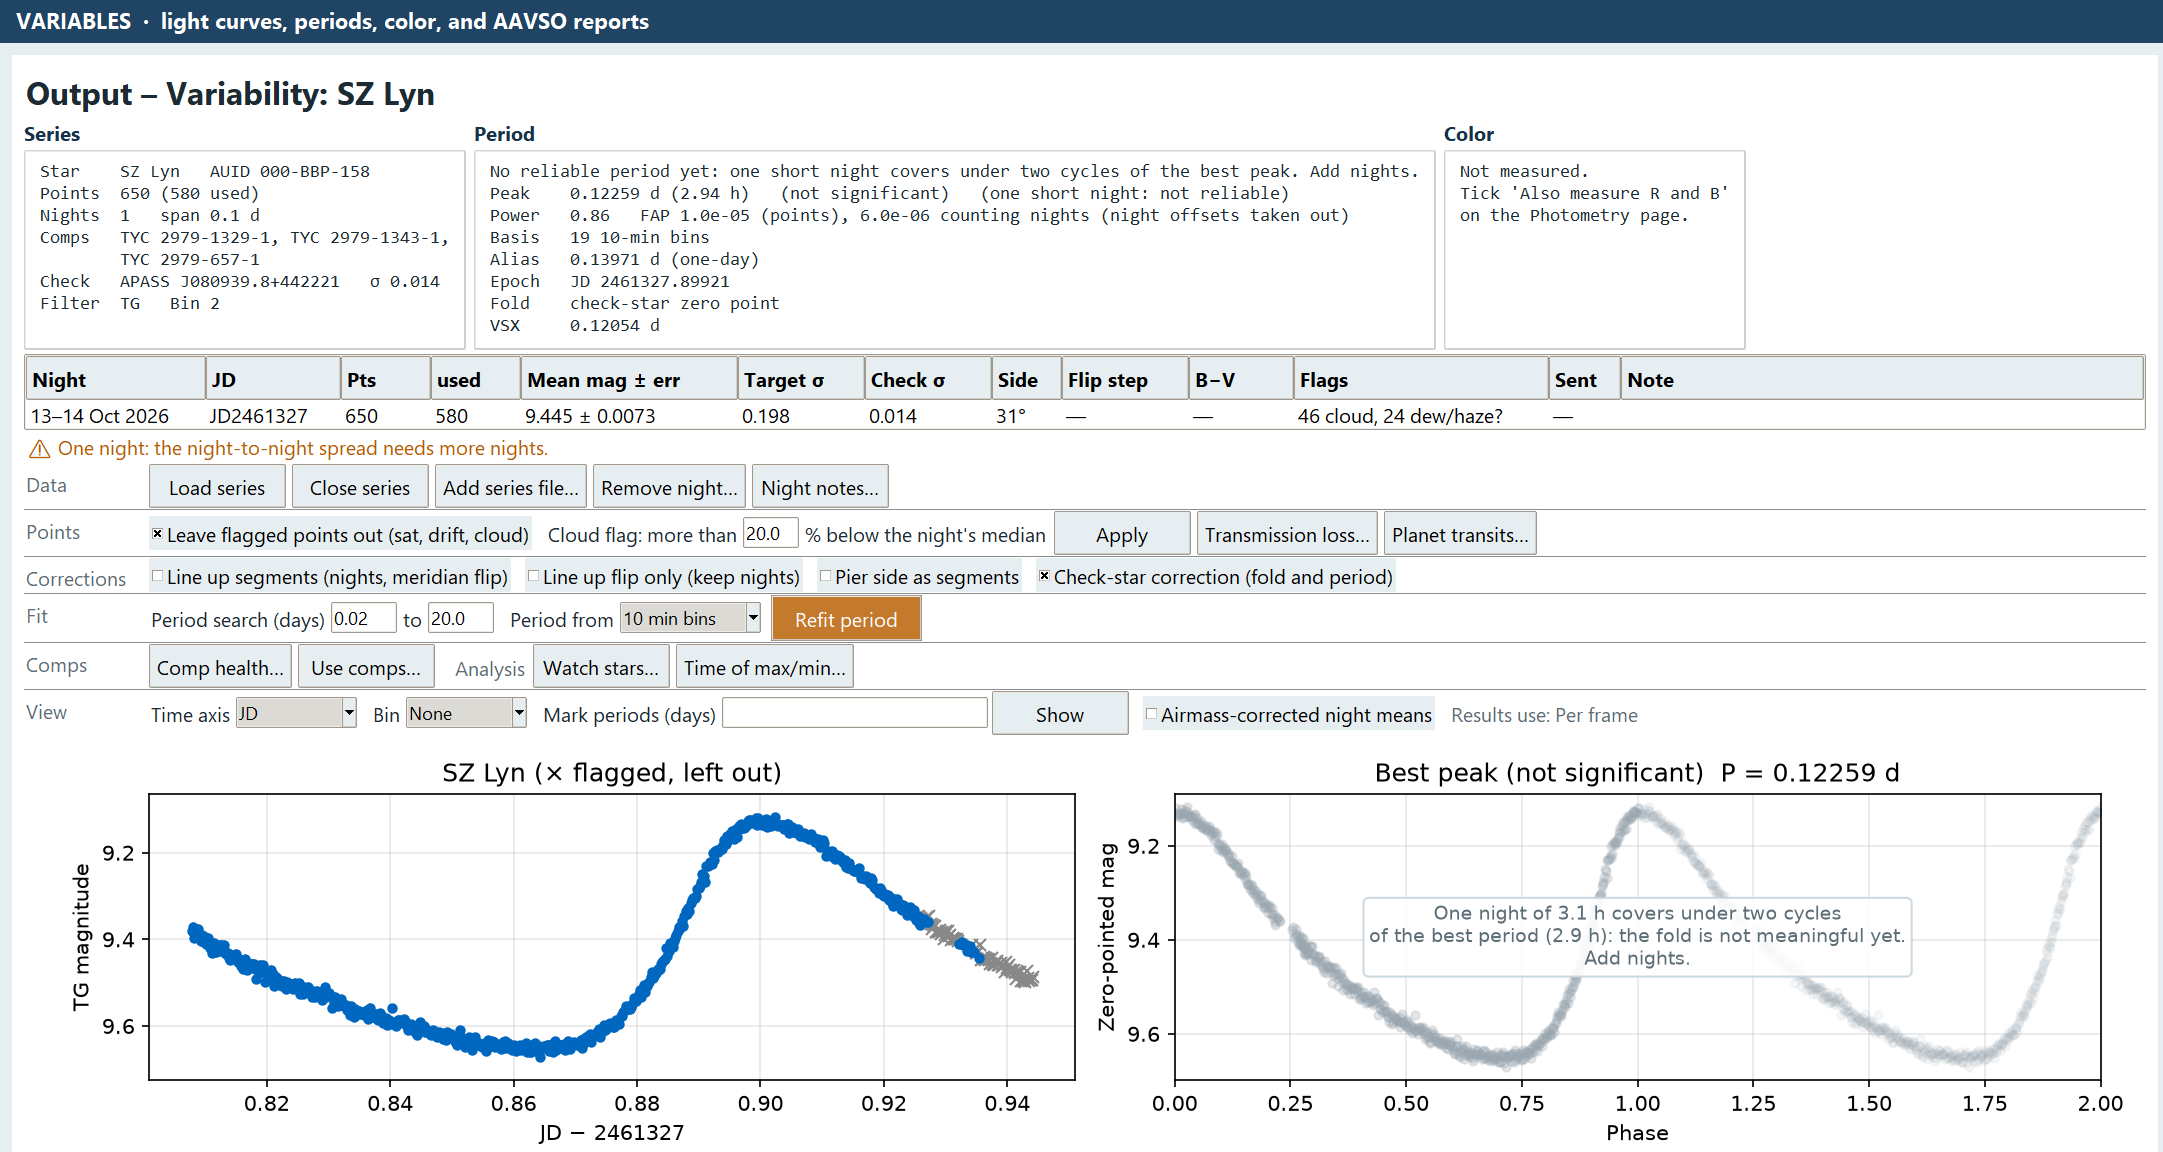 VARIABLES · light curves, periods, color, and AAVSO reports
Output – Variability: SZ Lyn
Series
Star SZ Lyn AUID 000-BBP-158
Points 650 (580 used)
Nights 1 span 0.1 d
Comps TYC 2979-1329-1, TYC 2979-1343-1,
TYC 2979-657-1
Check APASS J080939.8+442221 σ 0.014
Filter TG Bin 2
Period
No reliable period yet: one short night covers under two cycles of the best peak. Add nights.
Peak 0.12259 d (2.94 h) (not significant) (one short night: not reliable)
Power 0.86 FAP 1.0e-05 (points), 6.0e-06 counting nights (night offsets taken out)
Basis 19 10-min bins
Alias 0.13971 d (one-day)
Epoch JD 2461327.89921
Fold check-star zero point
VSX 0.12054 d
Color
Not measured.
Tick 'Also measure R and B'
on the Photometry page.
Night JD Pts used Mean mag ± err Target σ Check σ Side Flip step B−V Flags Sent Note
13–14 Oct 2026 JD2461327 650 580 9.445 ± 0.0073 0.198 0.014 31° — — 46 cloud, 24 dew/haze? —
⚠ One night: the night-to-night spread needs more nights.
Data Load series Close series Add series file... Remove night... Night notes...
Points Leave flagged points out (sat, drift, cloud) Cloud flag: more than 20.0 % below the night's median Apply Transmission loss... Planet transits...
Corrections Line up segments (nights, meridian flip) Line up flip only (keep nights) Pier side as segments Check-star correction (fold and period)
Fit Period search (days) 0.02 to 20.0 Period from 10 min bins Refit period
Comps Comp health... Use comps... Analysis Watch stars... Time of max/min...
View Time axis JD Bin None Mark periods (days) Show Airmass-corrected night means Results use: Per frame
SZ Lyn (× flagged, left out)
TG magnitude
9.2
9.4
9.6
0.82 0.84 0.86 0.88 0.90 0.92 0.94
JD − 2461327
Best peak (not significant) P = 0.12259 d
Zero-pointed mag
9.2
9.4
9.6
One night of 3.1 h covers under two cycles
of the best period (2.9 h): the fold is not meaningful yet.
Add nights.
0.00 0.25 0.50 0.75 1.00 1.25 1.50 1.75 2.00
Phase